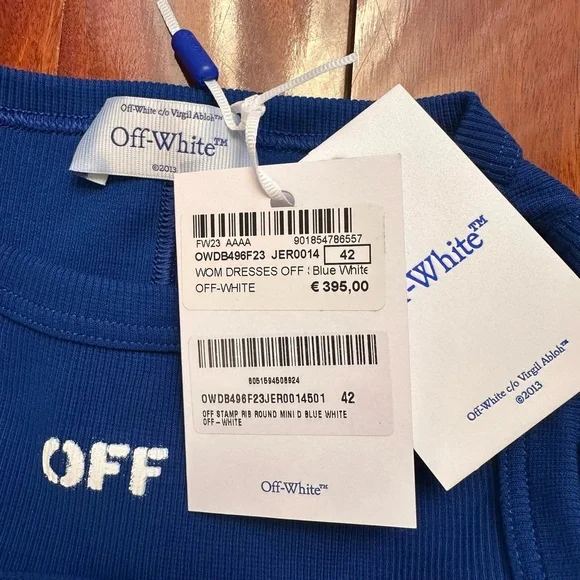 Off-White c/o Virgil Abloh™
Off-White™
©2013
FW23 AAAA 901854786557
OWDB496F23 JER0014 42
WOM DRESSES OFF Blue White
OFF-WHITE € 395,00
8051594508924
OWDB496F23JER0014501 42
OFF STAMP RIB ROUND MINI D BLUE WHITE
OFF-WHITE
Off-White™
-White™
Off-White c/o Virgil Abloh™
©2013
OFF